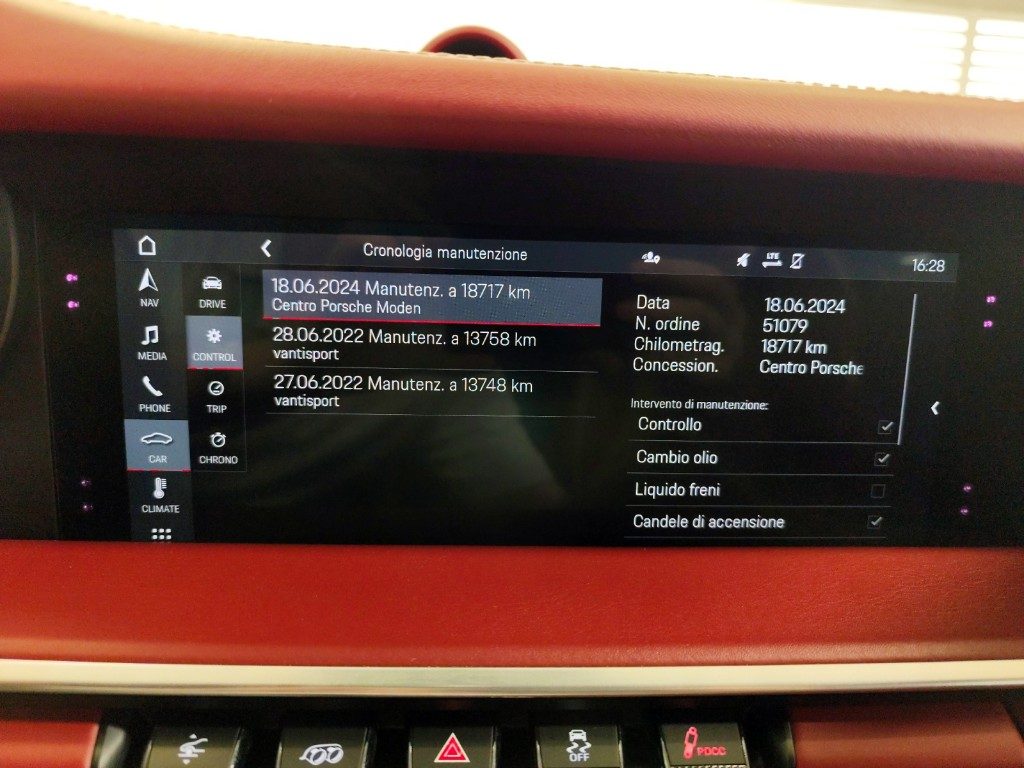 Cronologia manutenzione
LTE
16:28
NAV
MEDIA
PHONE
CAR
CLIMATE
DRIVE
CONTROL
TRIP
CHRONO
18.06.2024 Manutenz. a 18717 km
Centro Porsche Moden
28.06.2022 Manutenz. a 13758 km
vantisport
27.06.2022 Manutenz. a 13748 km
vantisport
Data 18.06.2024
N. ordine 51079
Chilometrag. 18717 km
Concession. Centro Porsche
Intervento di manutenzione:
Controllo
Cambio olio
Liquido freni
Candele di accensione
OFF
PDCC